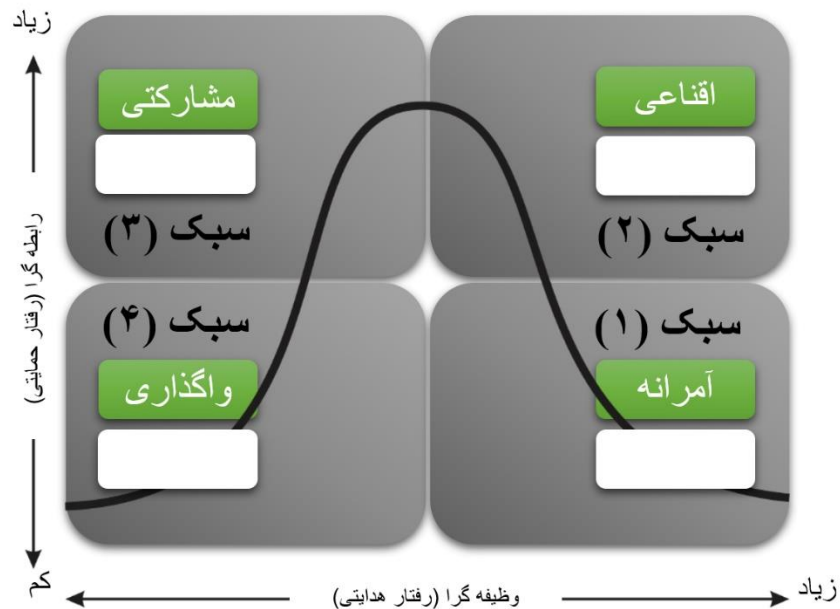 زیاد
اقناعی
مشارکتی
سبک (۲)
سبک (۳)
رابطه گرا (رفتار حمایتی)
سبک (۱)
سبک (۴)
آمرانه
واگذاری
کم
زیاد
وظیفه گرا (رفتار هدایتی)